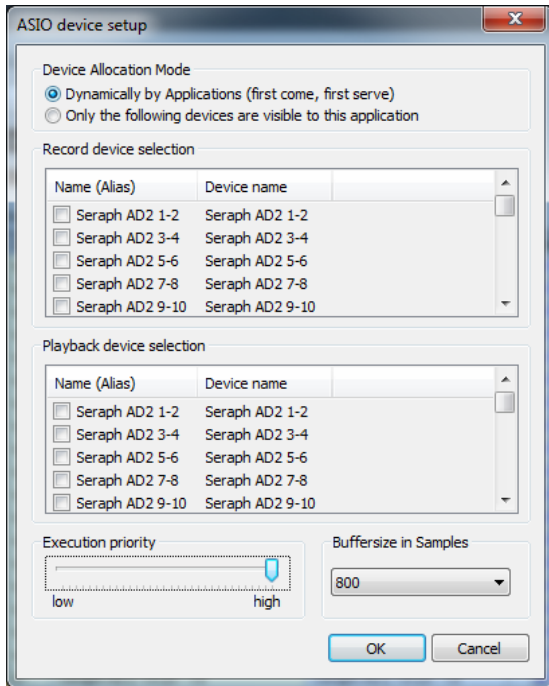 ASIO device setup
Device Allocation Mode
Dynamically by Applications (first come, first serve)
Only the following devices are visible to this application
Record device selection
Name (Alias) Device name
Seraph AD2 1-2 Seraph AD2 1-2
Seraph AD2 3-4 Seraph AD2 3-4
Seraph AD2 5-6 Seraph AD2 5-6
Seraph AD2 7-8 Seraph AD2 7-8
Seraph AD2 9-10 Seraph AD2 9-10
Playback device selection
Name (Alias) Device name
Seraph AD2 1-2 Seraph AD2 1-2
Seraph AD2 3-4 Seraph AD2 3-4
Seraph AD2 5-6 Seraph AD2 5-6
Seraph AD2 7-8 Seraph AD2 7-8
Seraph AD2 9-10 Seraph AD2 9-10
Execution priority Buffersize in Samples
800
low high
OK Cancel